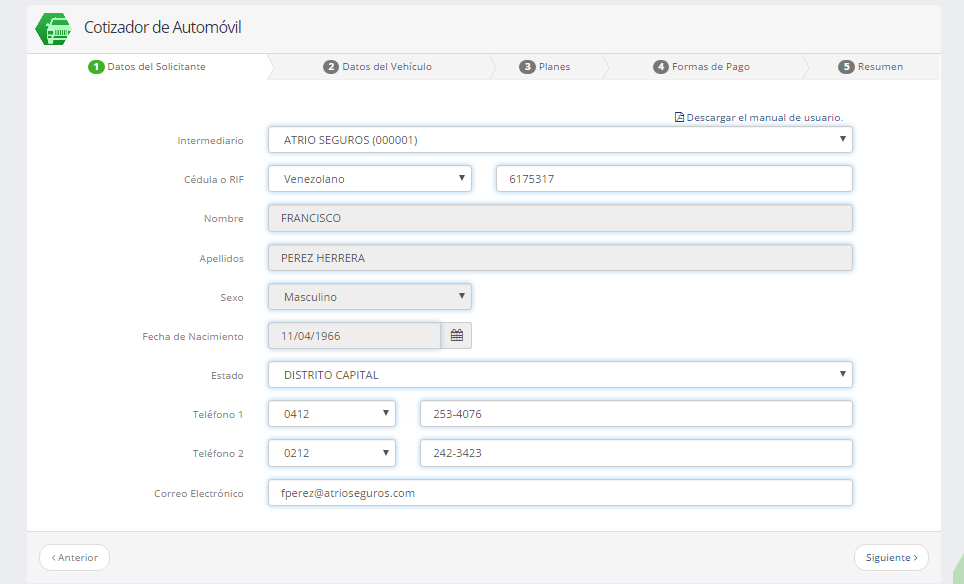 Cotizador de Automóvil
1 Datos del Solicitante 2 Datos del Vehículo 3 Planes 4 Formas de Pago 5 Resumen
Descargar el manual de usuario.
Intermediario ATRIO SEGUROS (000001)
Cédula o RIF Venezolano 6175317
Nombre FRANCISCO
Apellidos PEREZ HERRERA
Sexo Masculino
Fecha de Nacimiento 11/04/1966
Estado DISTRITO CAPITAL
Teléfono 1 0412 253-4076
Teléfono 2 0212 242-3423
Correo Electrónico fperez@atrioseguros.com
‹ Anterior Siguiente ›